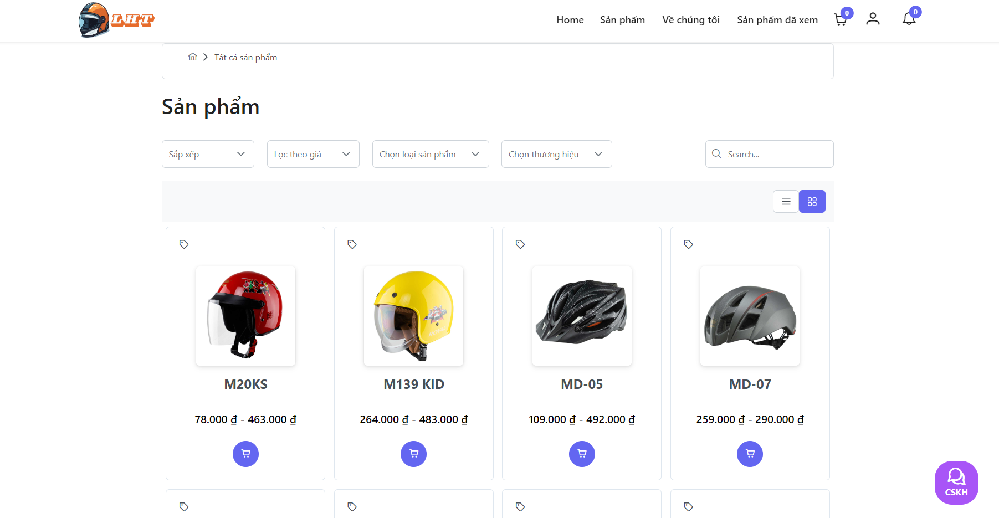 LHT
Home Sản phẩm Về chúng tôi Sản phẩm đã xem 0 0
Tất cả sản phẩm
Sản phẩm
Sắp xếp Lọc theo giá Chọn loại sản phẩm Chọn thương hiệu Search...
M20KS M139 KID MD-05 MD-07
78.000 ₫ - 463.000 ₫ 264.000 ₫ - 483.000 ₫ 109.000 ₫ - 492.000 ₫ 259.000 ₫ - 290.000 ₫
CSKH